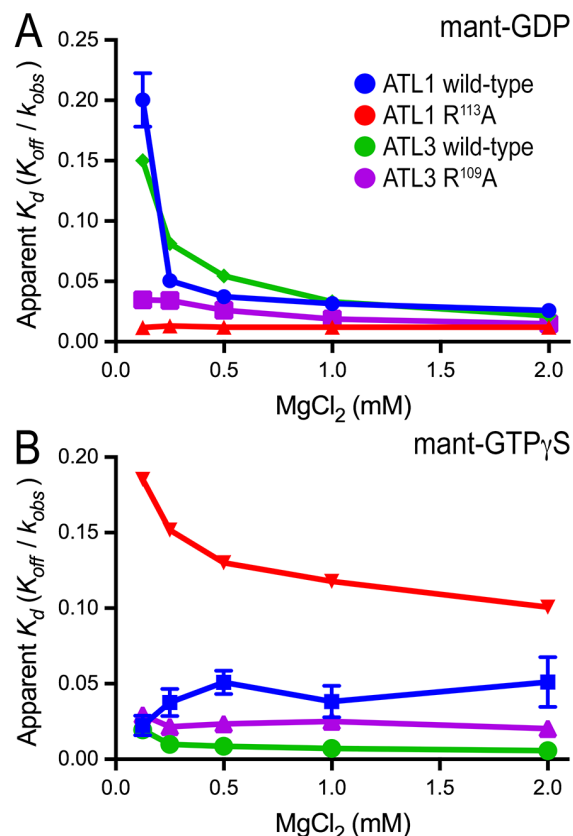 A
mant-GDP
0.25
0.20
0.15
0.10
0.05
0.00
Apparent Kd (Koff / kobs)
ATL1 wild-type
ATL1 R¹¹³A
ATL3 wild-type
ATL3 R¹⁰⁹A
0.0 0.5 1.0 1.5 2.0
MgCl₂ (mM)
B
mant-GTPγS
0.20
0.15
0.10
0.05
0.00
Apparent Kd (Koff / kobs)
0.0 0.5 1.0 1.5 2.0
MgCl₂ (mM)